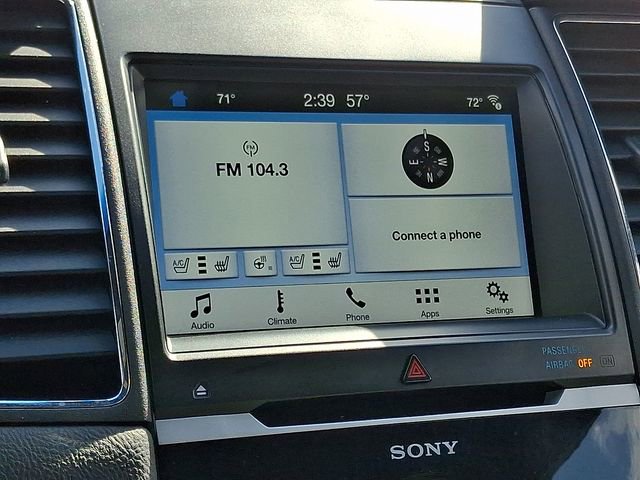 71° 2:39 57° 72°
FM
FM 104.3
S
E W
N
Connect a phone
A/C A/C
Audio Climate Phone Apps Settings
PASSENGER
AIRBAG OFF ON
SONY